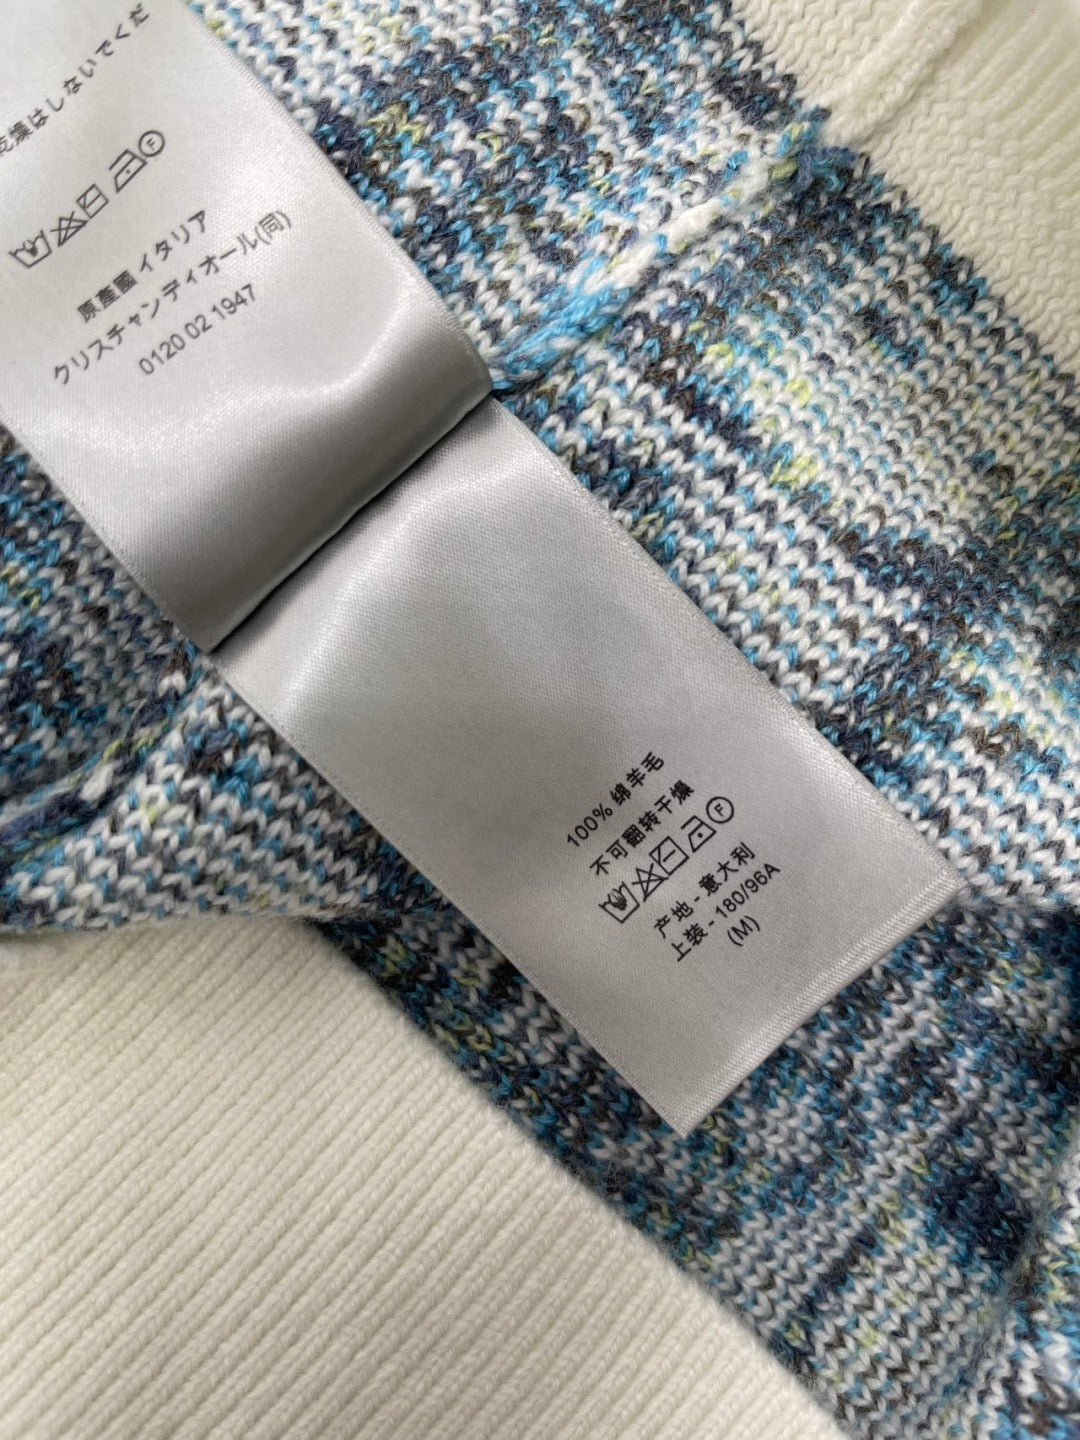 乾燥はしないでくだ
F
原産國 イタリア
クリスチャンディオール(同)
0120 02 1947
100% 绵羊毛
不可翻转干燥
F
产地 - 意大利
上装 - 180/96A
(M)